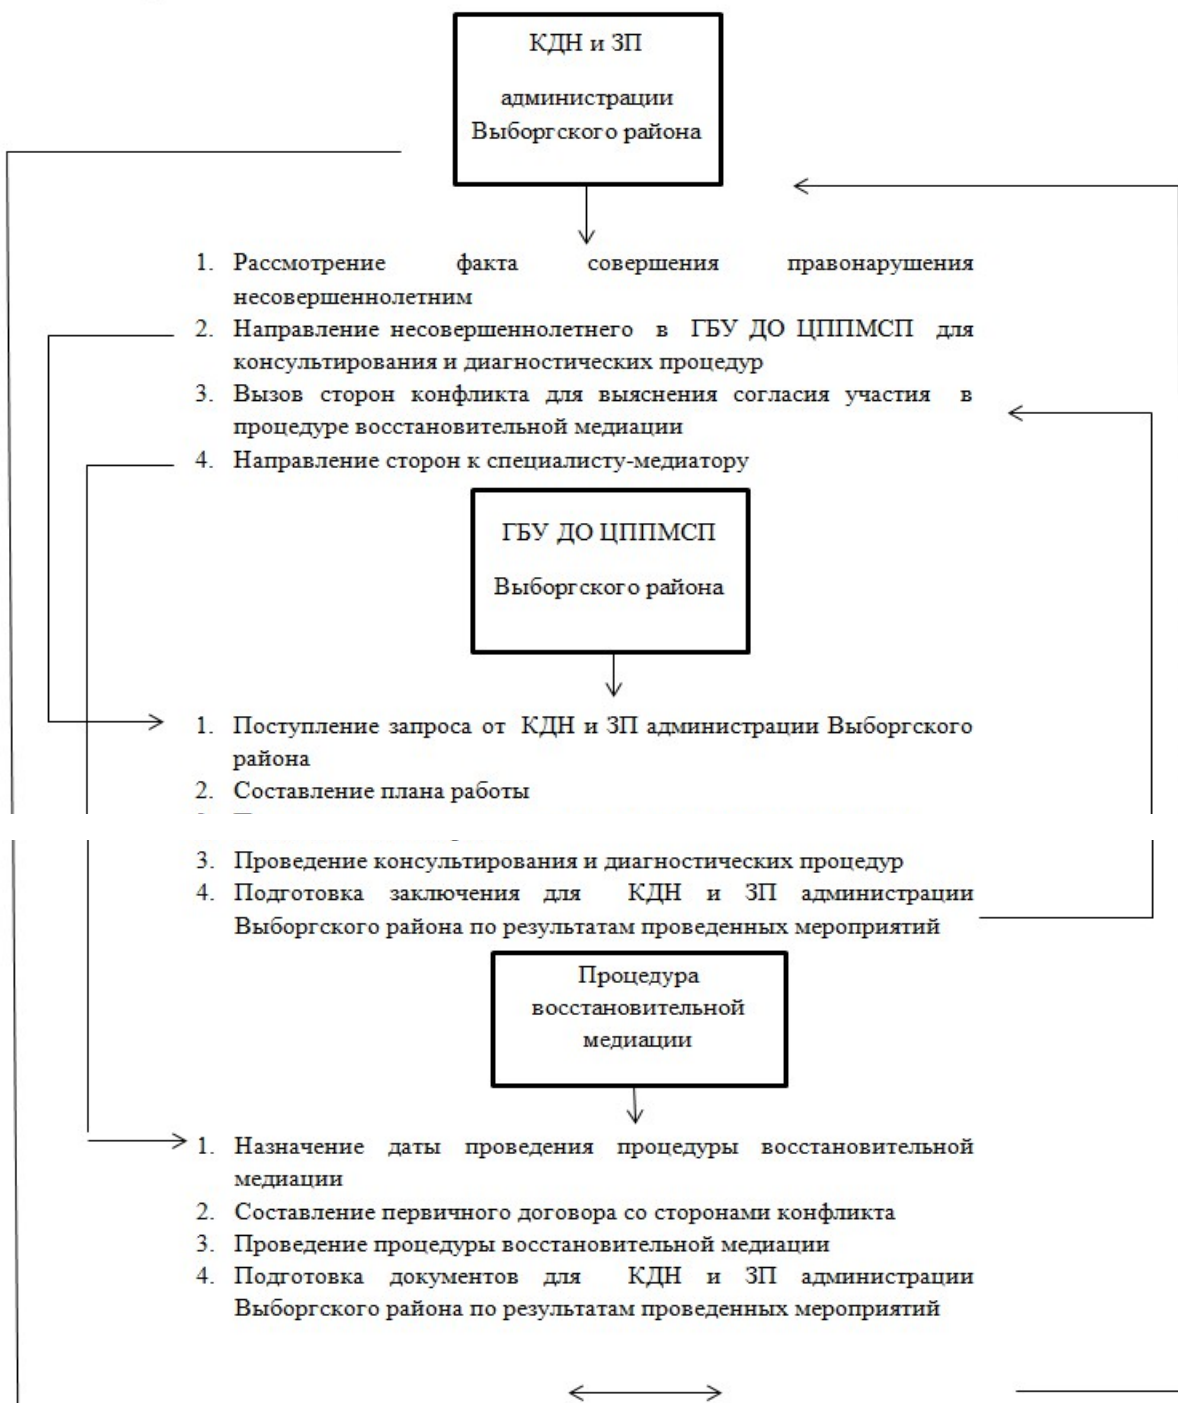 КДН и ЗП
администрации
Выборгского района
1. Рассмотрение факта совершения правонарушения
несовершеннолетним
2. Направление несовершеннолетнего в ГБУ ДО ЦППМСП для
консультирования и диагностических процедур
3. Вызов сторон конфликта для выяснения согласия участия в
процедуре восстановительной медиации
4. Направление сторон к специалисту-медиатору
ГБУ ДО ЦППМСП
Выборгского района
1. Поступление запроса от КДН и ЗП администрации Выборгского
района
2. Составление плана работы
3. Проведение консультирования и диагностических процедур
4. Подготовка заключения для КДН и ЗП администрации
Выборгского района по результатам проведенных мероприятий
Процедура
восстановительной
медиации
1. Назначение даты проведения процедуры восстановительной
медиации
2. Составление первичного договора со сторонами конфликта
3. Проведение процедуры восстановительной медиации
4. Подготовка документов для КДН и ЗП администрации
Выборгского района по результатам проведенных мероприятий